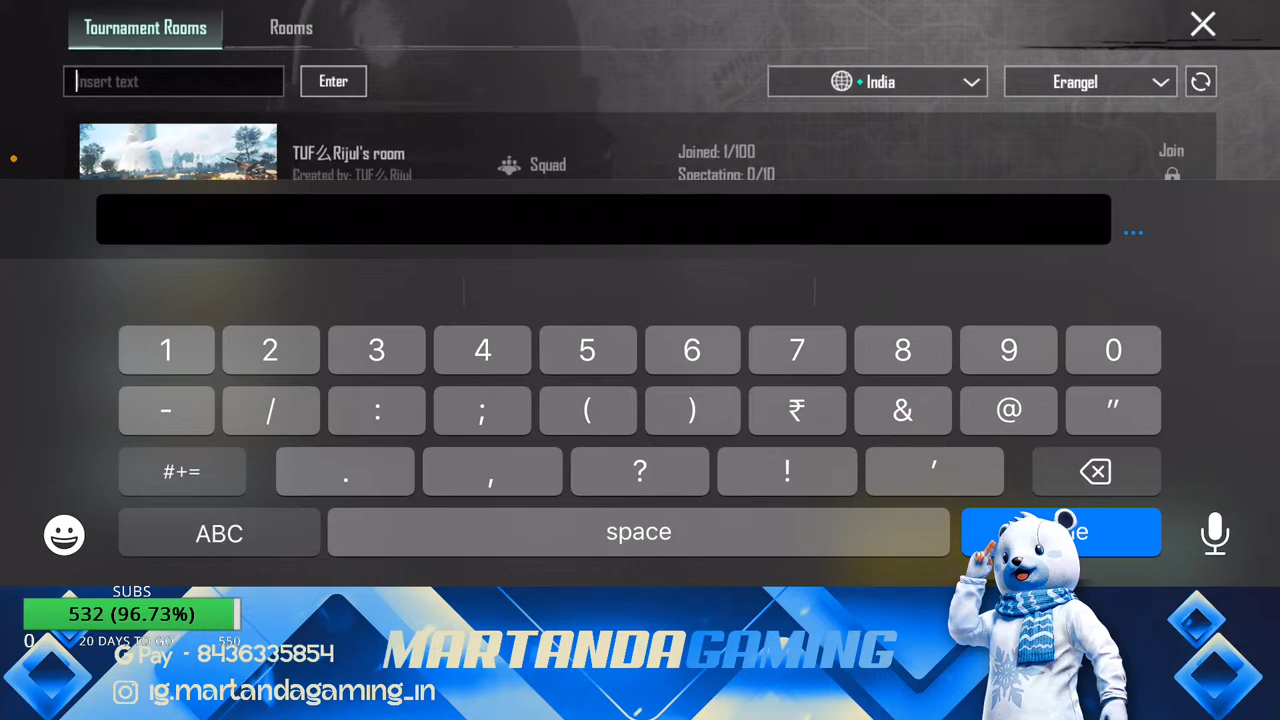 Tournament Rooms
Rooms
Insert text
Enter
India
Erangel
TUF么Rijul's room
Created by: TUF么Rijul
Squad
Joined: 1/100
Spectating: 0/10
Join
...
1 2 3 4 5 6 7 8 9 0
- / : ; ( ) ₹ & @ "
#+= . , ? ! '
ABC
space
SUBS
532 (96.73%)
0
20 DAYS TO GO
550
G Pay - 8436335854
MARTANDAGAMING
ig.martandagaming_in